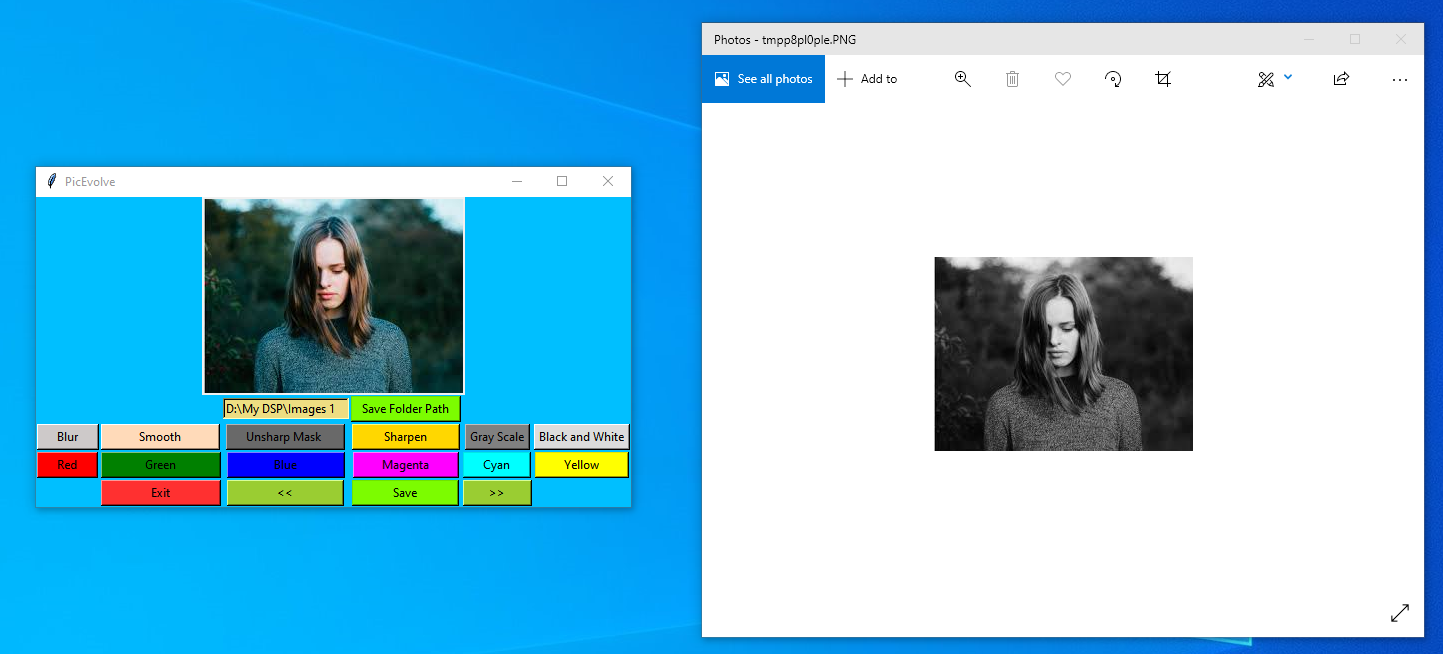 PicEvolve
D:\My DSP\Images 1 Save Folder Path
Blur Smooth Unsharp Mask Sharpen Gray Scale Black and White
Red Green Blue Magenta Cyan Yellow
Exit << Save >>
Photos - tmpp8pl0ple.PNG
See all photos Add to